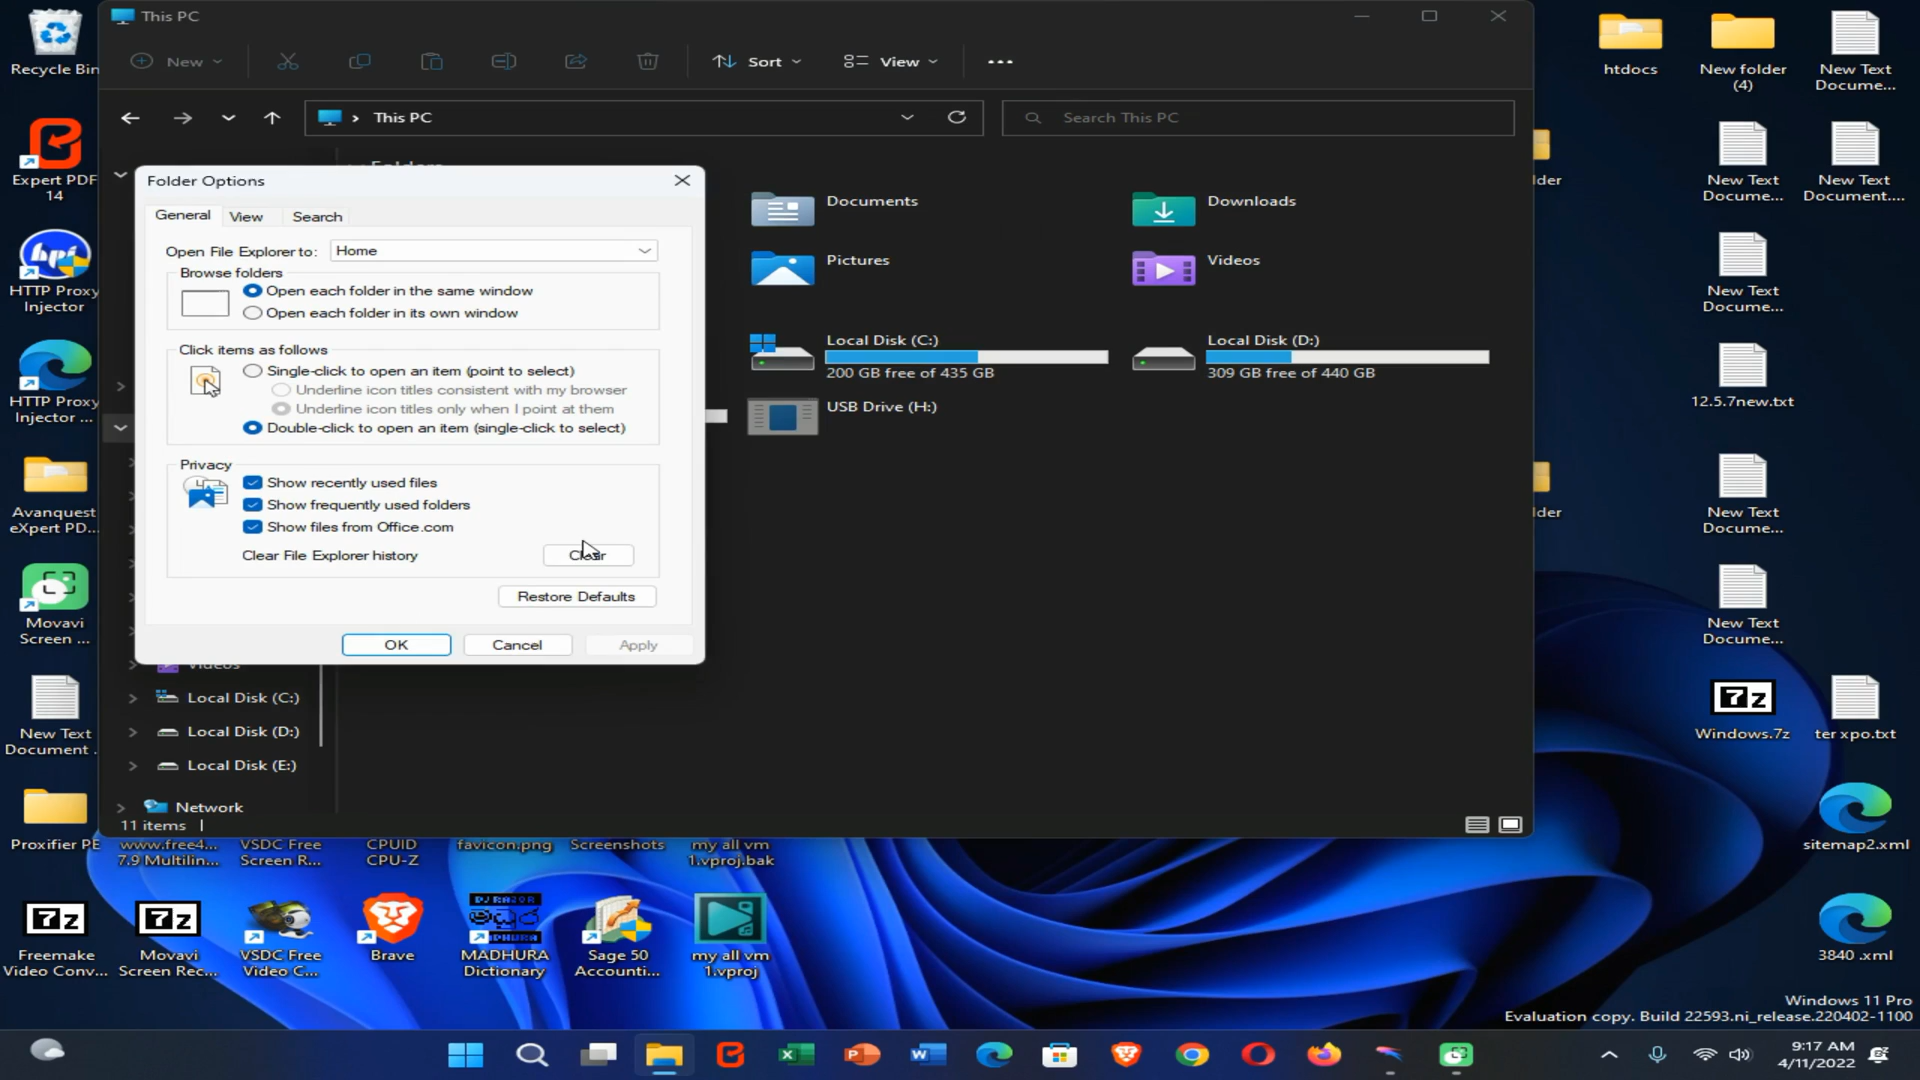 This PC
New
Sort
View
This PC
Search This PC
Folder Options
General
View
Search
Open File Explorer to:
Home
Browse folders
Open each folder in the same window
Open each folder in its own window
Click items as follows
Single-click to open an item (point to select)
Underline icon titles consistent with my browser
Underline icon titles only when I point at them
Double-click to open an item (single-click to select)
Privacy
Show recently used files
Show frequently used folders
Show files from Office.com
Clear File Explorer history
Clear
Restore Defaults
OK
Cancel
Apply
Folders
Documents
Downloads
Pictures
Videos
Local Disk (C:)
200 GB free of 435 GB
Local Disk (D:)
309 GB free of 440 GB
USB Drive (H:)
Videos
Local Disk (C:)
Local Disk (D:)
Local Disk (E:)
Network
11 items
Recycle Bin
Expert PDF
14
HTTP Proxy
Injector
HTTP Proxy
Injector ...
Avanquest
eXpert PD...
Movavi
Screen ...
New Text
Document .
Proxifier PE
www.free4...
7.9 Multilin...
VSDC Free
Screen R...
CPUID
CPU-Z
favicon.png
Screenshots
my all vm
1.vproj.bak
7z
Freemake
Video Conv...
7z
Movavi
Screen Rec...
VSDC Free
Video C...
Brave
DJ RAZOR
MADHURA
MADHURA
Dictionary
Sage 50
Accounti...
my all vm
1.vproj
htdocs
New folder
(4)
New Text
Docume...
lder
New Text
Docume...
New Text
Document....
New Text
Docume...
12.5.7new.txt
lder
New Text
Docume...
New Text
Docume...
7z
Windows.7z
ter xpo.txt
sitemap2.xml
3840 .xml
Windows 11 Pro
Evaluation copy. Build 22593.ni_release.220402-1100
9:17 AM
4/11/2022